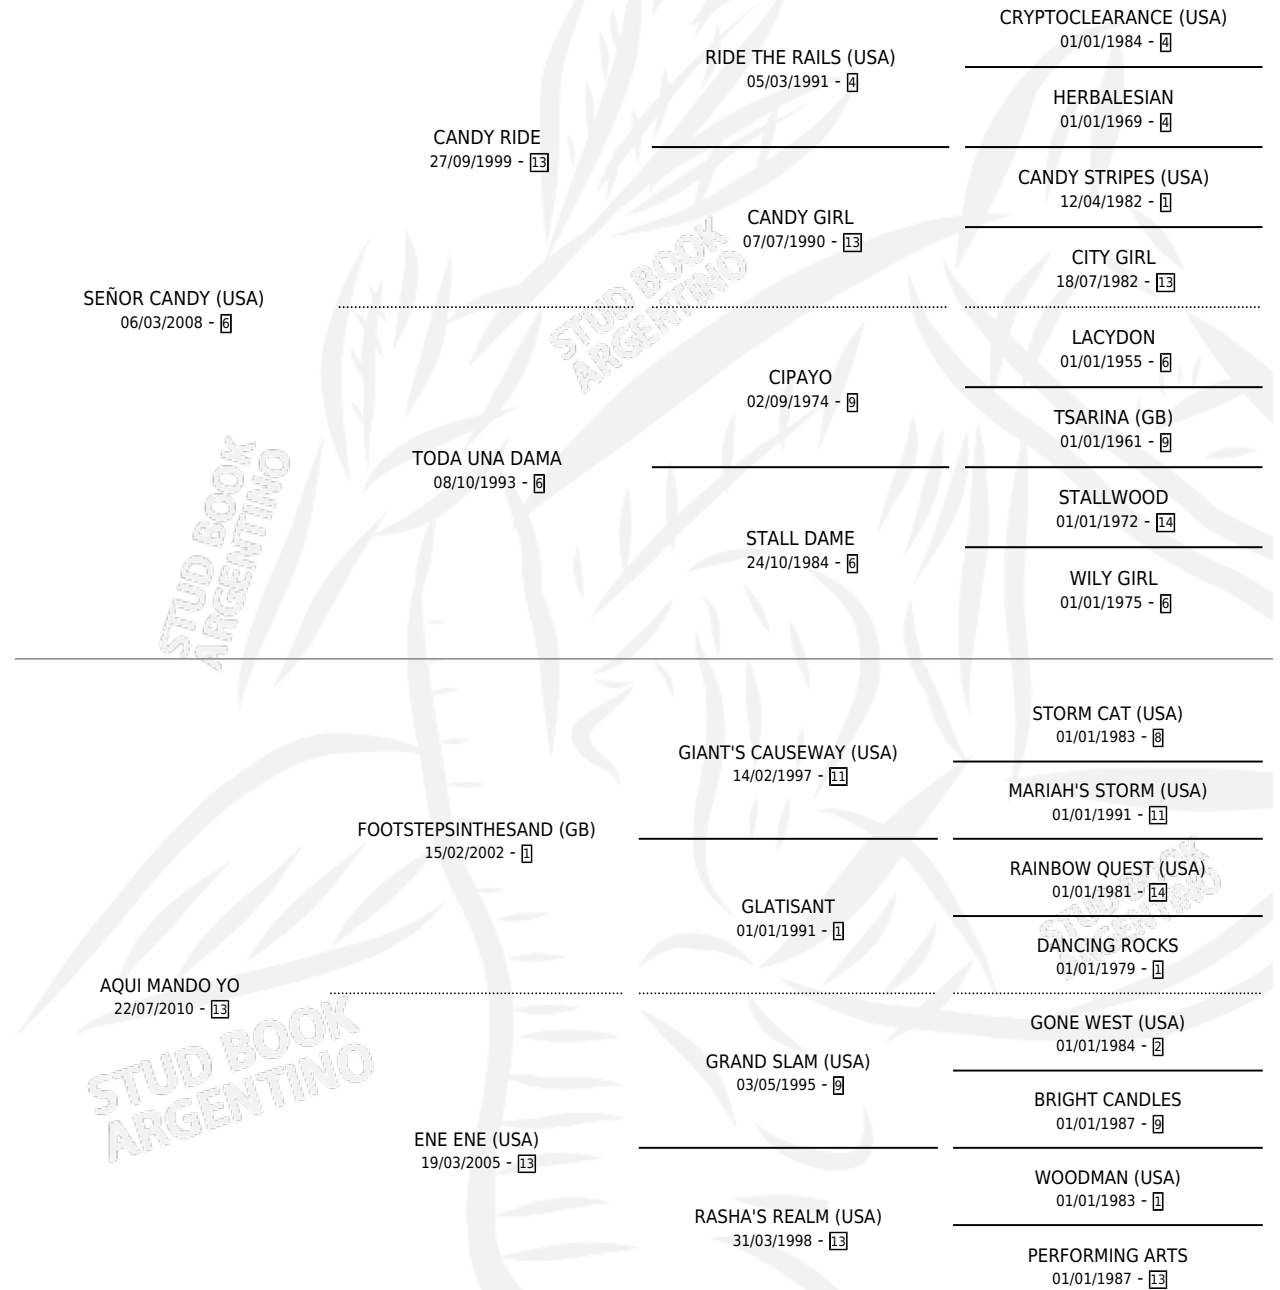 CRYPTOCLEARANCE (USA)
01/01/1984 - 4
RIDE THE RAILS (USA)
05/03/1991 - 4
HERBALESIAN
01/01/1969 - 4
CANDY RIDE
27/09/1999 - 13
CANDY STRIPES (USA)
12/04/1982 - 1
CANDY GIRL
07/07/1990 - 13
CITY GIRL
18/07/1982 - 13
SEÑOR CANDY (USA)
06/03/2008 - 6
LACYDON
01/01/1955 - 6
CIPAYO
02/09/1974 - 9
TSARINA (GB)
01/01/1961 - 9
TODA UNA DAMA
08/10/1993 - 6
STALLWOOD
01/01/1972 - 14
STALL DAME
24/10/1984 - 6
WILY GIRL
01/01/1975 - 6
STORM CAT (USA)
01/01/1983 - 8
GIANT'S CAUSEWAY (USA)
14/02/1997 - 11
MARIAH'S STORM (USA)
01/01/1991 - 11
FOOTSTEPSINTHESAND (GB)
15/02/2002 - 1
RAINBOW QUEST (USA)
01/01/1981 - 14
GLATISANT
01/01/1991 - 1
DANCING ROCKS
01/01/1979 - 1
AQUI MANDO YO
22/07/2010 - 13
GONE WEST (USA)
01/01/1984 - 2
GRAND SLAM (USA)
03/05/1995 - 9
BRIGHT CANDLES
01/01/1987 - 9
ENE ENE (USA)
19/03/2005 - 13
WOODMAN (USA)
01/01/1983 - 1
RASHA'S REALM (USA)
31/03/1998 - 13
PERFORMING ARTS
01/01/1987 - 13
STUD BOOK
ARGENTINO
STUD BOOK
ARGENTINO
STUD BOOK
ARGENTINO
STUD BOOK
ARGENTINO